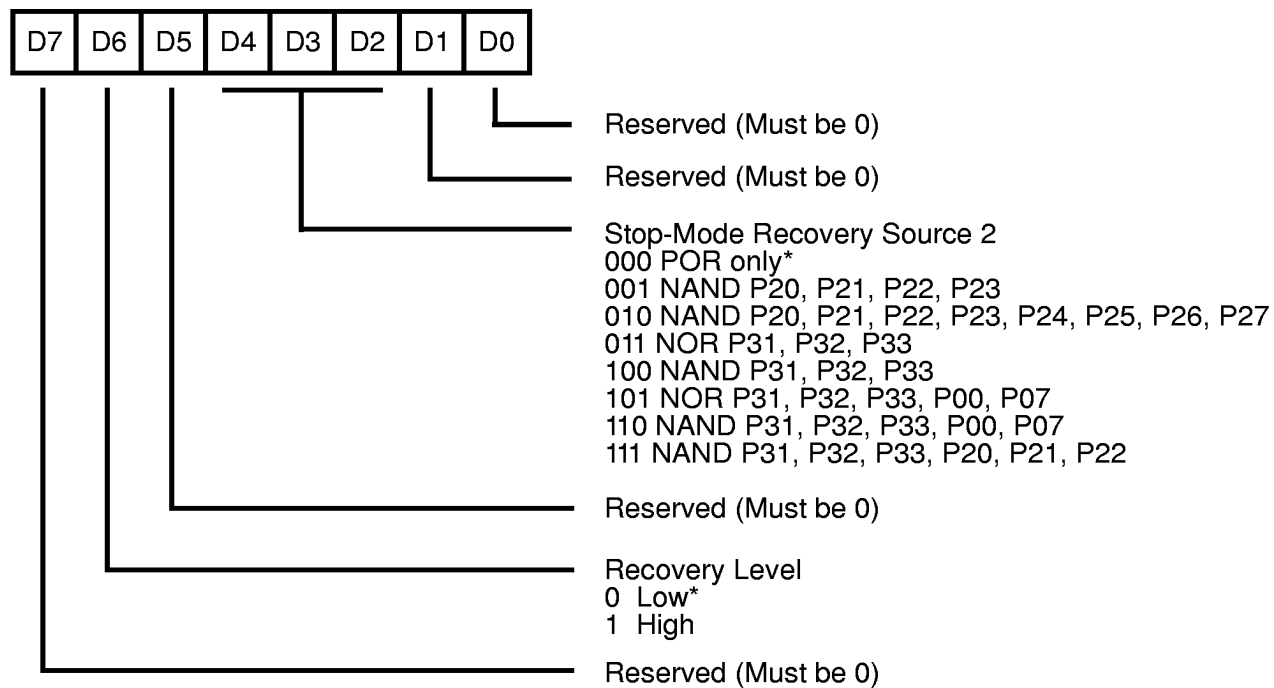 D7 D6 D5 D4 D3 D2 D1 D0
Reserved (Must be 0)
Reserved (Must be 0)
Stop-Mode Recovery Source 2
000 POR only*
001 NAND P20, P21, P22, P23
010 NAND P20, P21, P22, P23, P24, P25, P26, P27
011 NOR P31, P32, P33
100 NAND P31, P32, P33
101 NOR P31, P32, P33, P00, P07
110 NAND P31, P32, P33, P00, P07
111 NAND P31, P32, P33, P20, P21, P22
Reserved (Must be 0)
Recovery Level
0 Low*
1 High
Reserved (Must be 0)